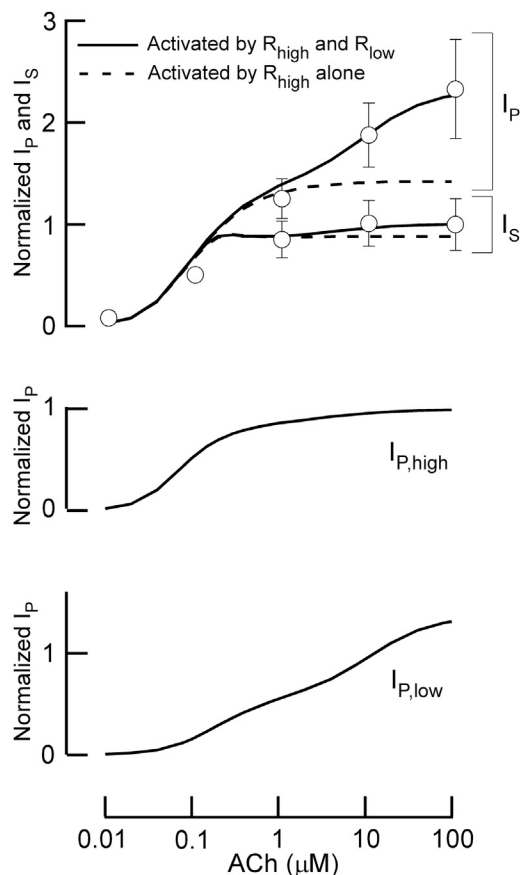 Normalized I_P and I_S
3
2
1
0
Activated by R_high and R_low
Activated by R_high alone
I_P
I_S
Normalized I_P
1
0
I_P,high
Normalized I_P
1
0
I_P,low
0.01 0.1 1 10 100
ACh (μM)